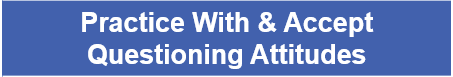 Practice With & Accept
Questioning Attitudes